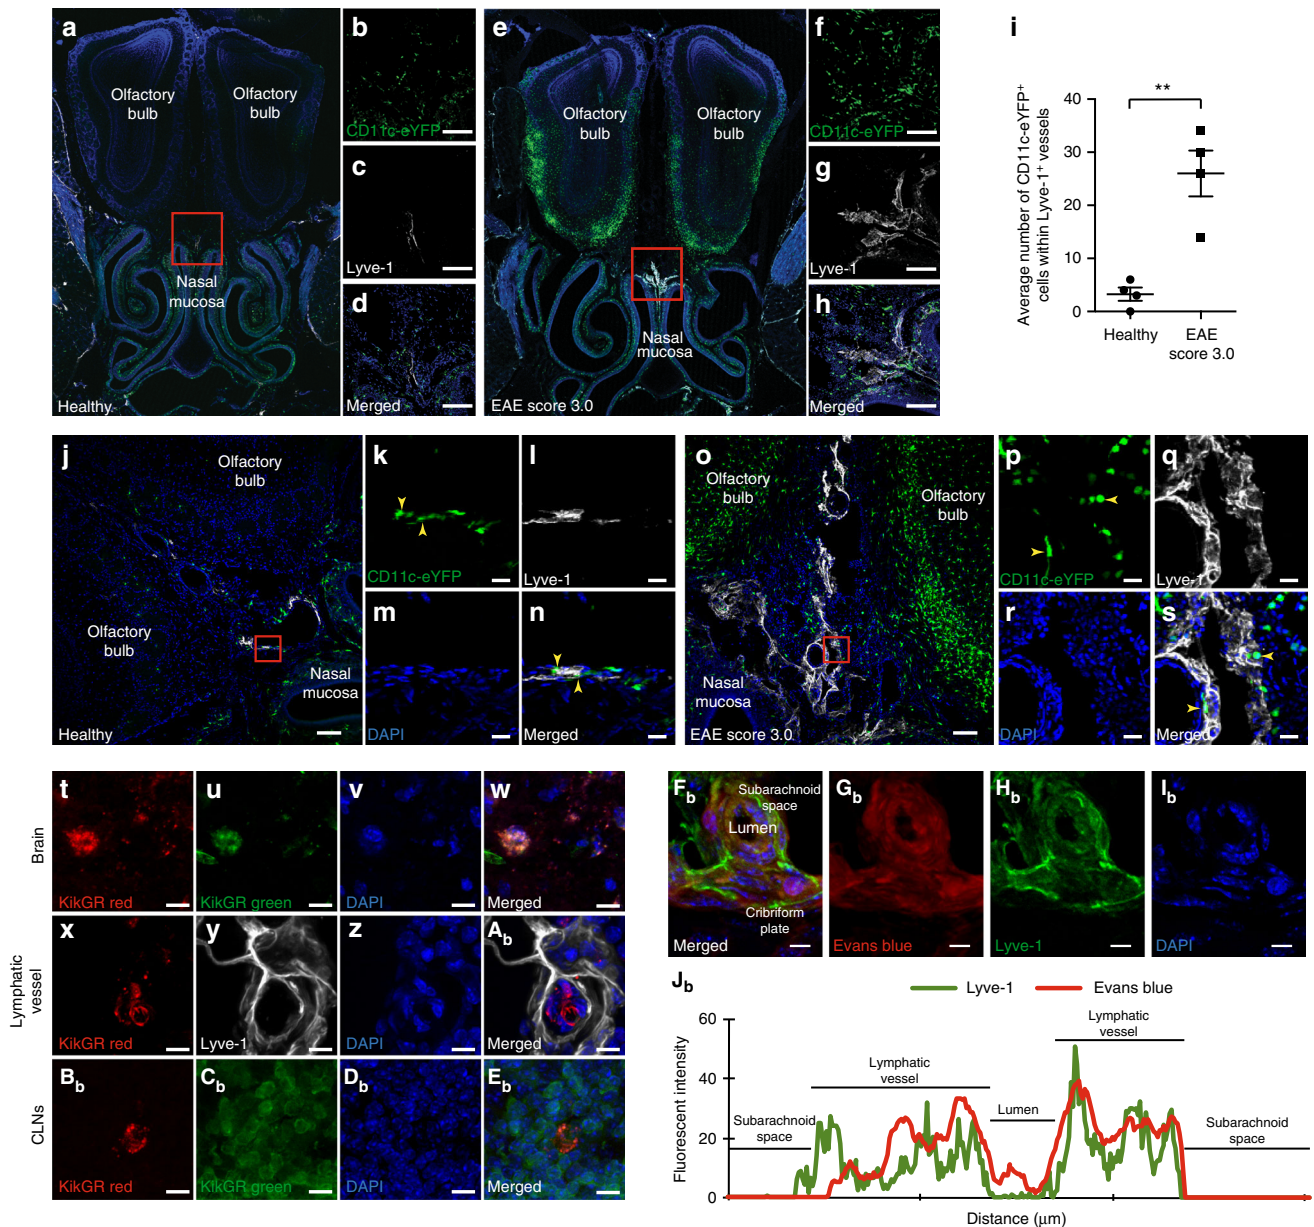 a
Olfactory
bulb
Olfactory
bulb
Nasal
mucosa
Healthy
b
CD11c-eYFP
c
Lyve-1
d
Merged
e
Olfactory
bulb
Olfactory
bulb
Nasal
mucosa
EAE score 3.0
f
CD11c-eYFP
g
Lyve-1
h
Merged
i
Average number of CD11c-eYFP+
cells within Lyve-1+ vessels
**
40
30
20
10
0
Healthy
EAE
score 3.0
j
Olfactory
bulb
Olfactory
bulb
Nasal
mucosa
Healthy
k
CD11c-eYFP
l
Lyve-1
m
DAPI
n
Merged
o
Olfactory
bulb
Olfactory
bulb
Nasal
mucosa
EAE score 3.0
p
CD11c-eYFP
q
Lyve-1
r
DAPI
s
Merged
Brain
t
KikGR red
u
KikGR green
v
DAPI
w
Merged
Lymphatic
vessel
x
KikGR red
y
Lyve-1
z
DAPI
Ab
Merged
CLNs
Bb
KikGR red
Cb
KikGR green
Db
DAPI
Eb
Merged
Fb
Subarachnoid
space
Lumen
Cribriform
plate
Merged
Gb
Evans blue
Hb
Lyve-1
Ib
DAPI
Jb
Lyve-1
Evans blue
Fluorescent intensity
60
40
20
0
Subarachnoid
space
Lymphatic
vessel
Lumen
Lymphatic
vessel
Subarachnoid
space
Distance (μm)